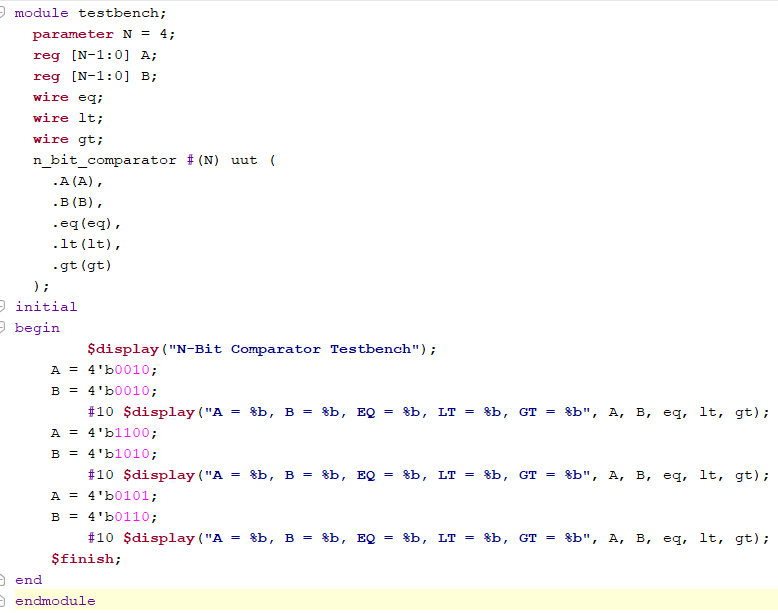 module testbench;
parameter N = 4;
reg [N-1:0] A;
reg [N-1:0] B;
wire eq;
wire lt;
wire gt;
n_bit_comparator #(N) uut (
.A(A),
.B(B),
.eq(eq),
.lt(lt),
.gt(gt)
);
initial
begin
$display("N-Bit Comparator Testbench");
A = 4'b0010;
B = 4'b0010;
#10 $display("A = %b, B = %b, EQ = %b, LT = %b, GT = %b", A, B, eq, lt, gt);
A = 4'b1100;
B = 4'b1010;
#10 $display("A = %b, B = %b, EQ = %b, LT = %b, GT = %b", A, B, eq, lt, gt);
A = 4'b0101;
B = 4'b0110;
#10 $display("A = %b, B = %b, EQ = %b, LT = %b, GT = %b", A, B, eq, lt, gt);
$finish;
end
endmodule